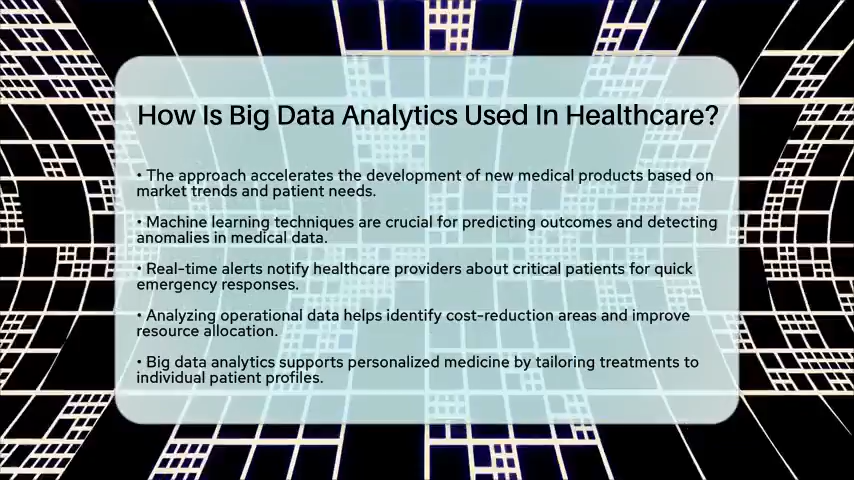 How Is Big Data Analytics Used In Healthcare?
• The approach accelerates the development of new medical products based on
market trends and patient needs.
• Machine learning techniques are crucial for predicting outcomes and detecting
anomalies in medical data.
• Real-time alerts notify healthcare providers about critical patients for quick
emergency responses.
• Analyzing operational data helps identify cost-reduction areas and improve
resource allocation.
• Big data analytics supports personalized medicine by tailoring treatments to
individual patient profiles.